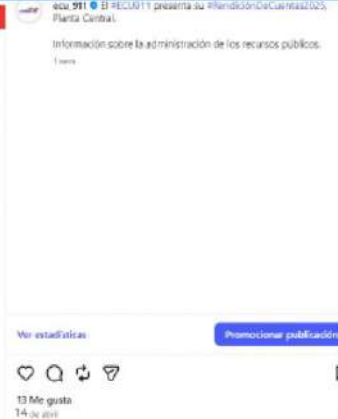 ecu_911 El #ECU911 presenta su #RendiciónDeCuentas2025,
Planta Central.
Información sobre la administración de los recursos públicos.
Ver estadísticas
Promocionar publicación
13 Me gusta
14 de abril